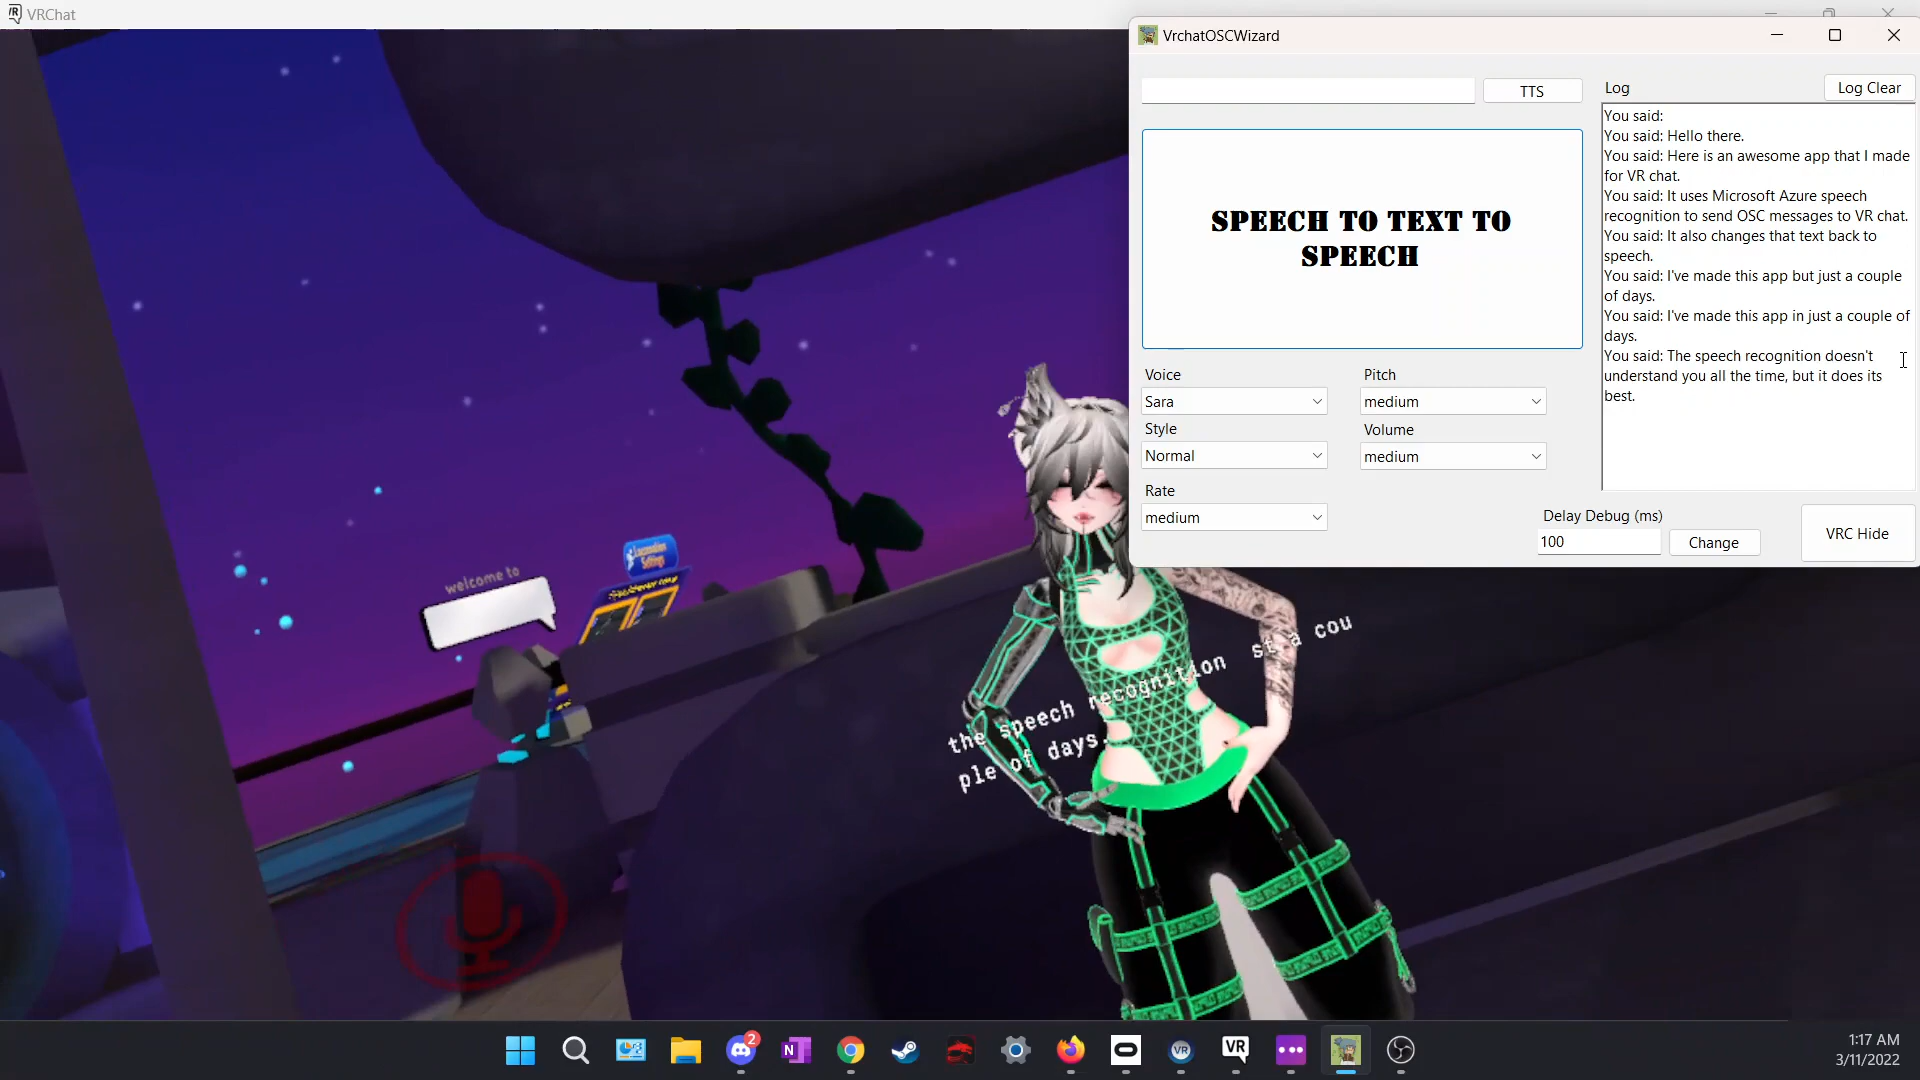 VRChat
VrchatOSCWizard
TTS
Log
Log Clear
SPEECH TO TEXT TO
SPEECH
You said:
You said: Hello there.
You said: Here is an awesome app that I made
for VR chat.
You said: It uses Microsoft Azure speech
recognition to send OSC messages to VR chat.
You said: It also changes that text back to
speech.
You said: I've made this app but just a couple
of days.
You said: I've made this app in just a couple of
days.
You said: The speech recognition doesn't
understand you all the time, but it does its
best.
Voice
Pitch
Sara
medium
Style
Volume
Normal
medium
Rate
medium
Delay Debug (ms)
100
Change
VRC Hide
Locomotion
Settings
welcome to
the speech recognition st a cou
ple of days.
2
N
VR
VR
1:17 AM
3/11/2022